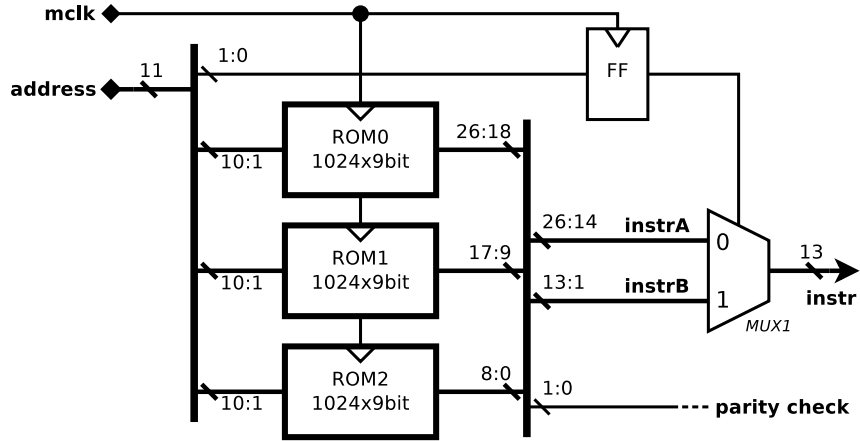 mclk
1:0
11
FF
address
ROM0
1024x9bit
26:18
10:1
26:14
instrA
0
13
ROM1
1024x9bit
17:9
10:1
13:1
instrB
1
instr
MUX1
ROM2
1024x9bit
8:0
10:1
1:0
parity check